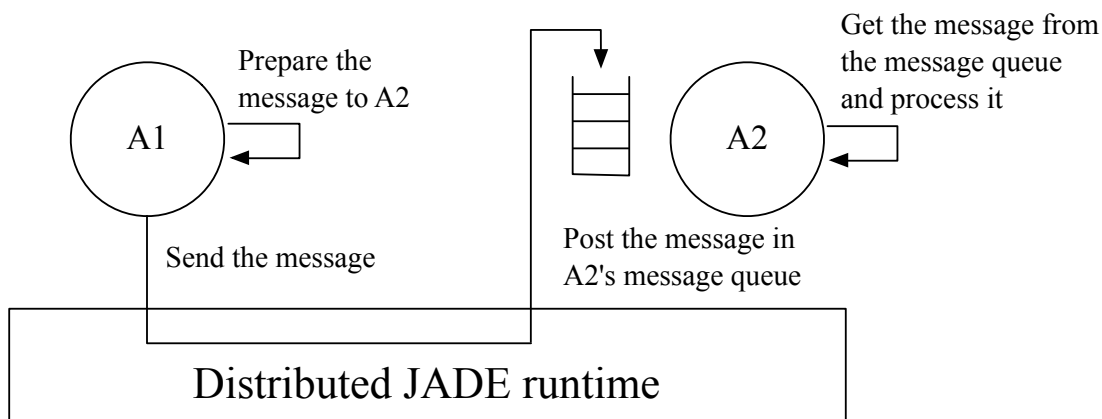 Prepare the
message to A2
A1
Send the message
Get the message from
the message queue
and process it
A2
Post the message in
A2's message queue
Distributed JADE runtime